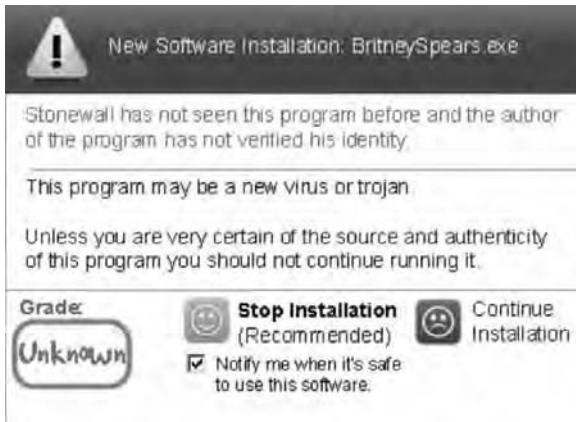 New Software Installation: BritneySpears.exe
Stonewall has not seen this program before and the author
of the program has not verified his identity.
This program may be a new virus or trojan
Unless you are very certain of the source and authenticity
of this program you should not continue running it.
Grade:
Unknown
Stop Installation
(Recommended)
Notify me when it's safe
to use this software.
Continue
Installation